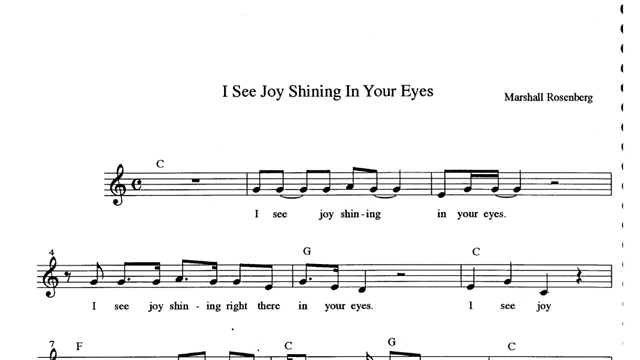 I See Joy Shining In Your Eyes
Marshall Rosenberg
C
I see joy shin-ing in your eyes.
4 G C
I see joy shin - ing right there in your eyes. I see joy
7 F C G C